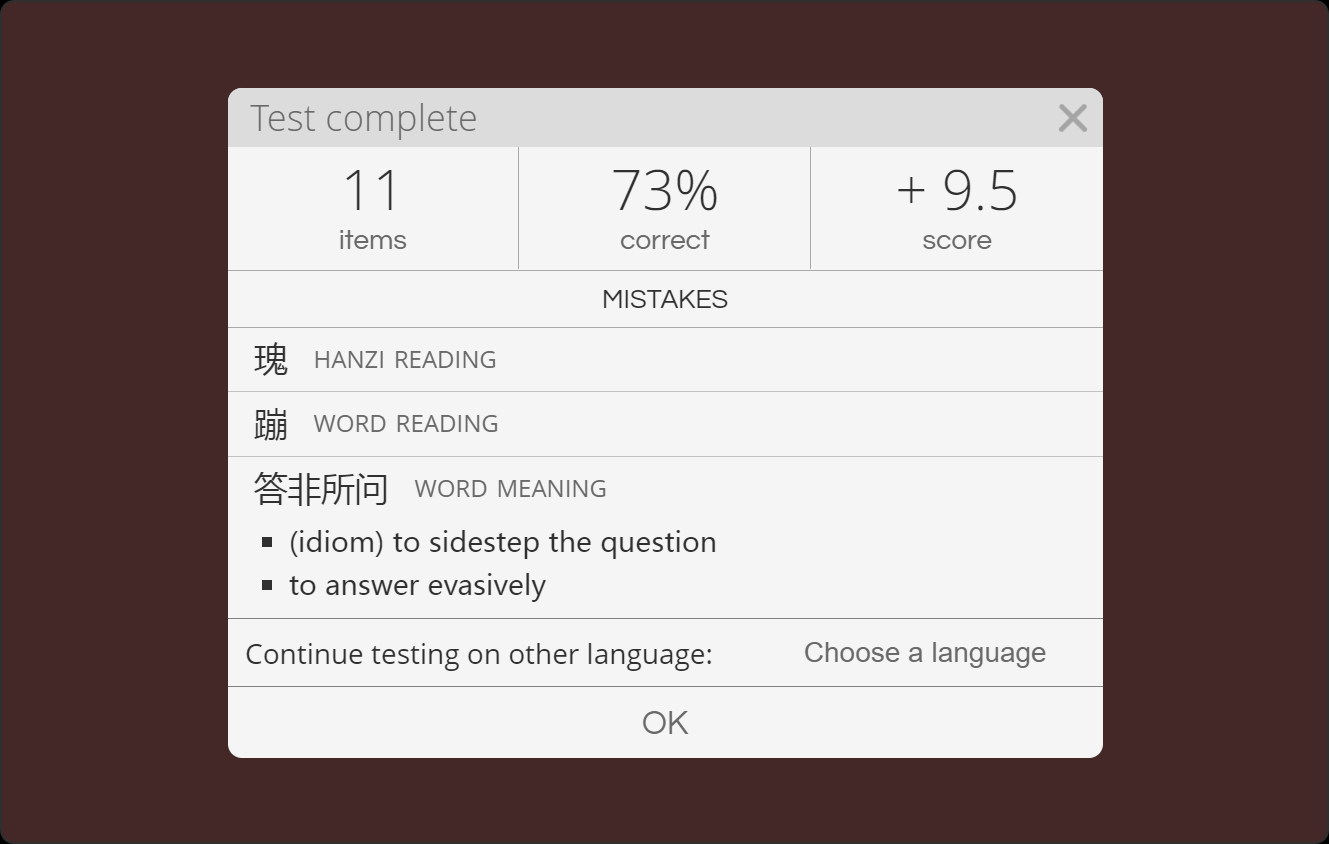 Test complete
11
items
73%
correct
+ 9.5
score
MISTAKES
瑰 HANZI READING
蹦 WORD READING
答非所问 WORD MEANING
▪ (idiom) to sidestep the question
▪ to answer evasively
Continue testing on other language: Choose a language
OK